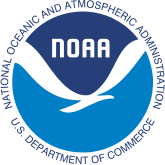 NATIONAL OCEANIC AND ATMOSPHERIC ADMINISTRATION
NOAA
U.S. DEPARTMENT OF COMMERCE